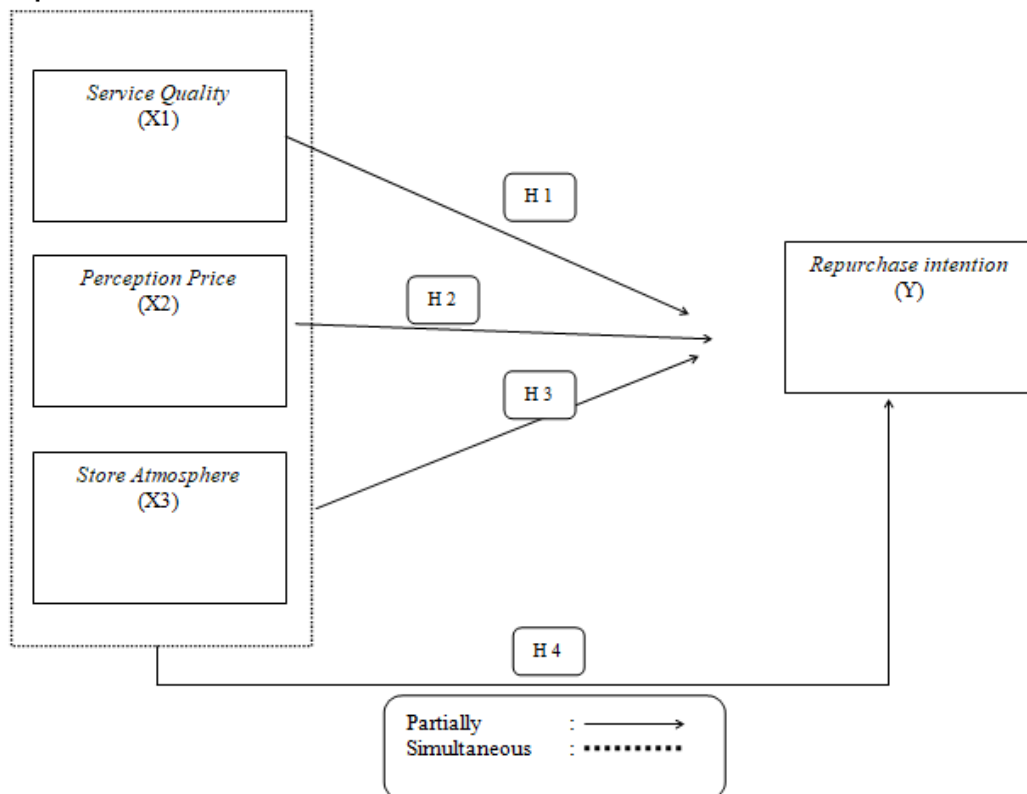 Service Quality
(X1)
H 1
Perception Price
(X2)
H 2
Repurchase intention
(Y)
H 3
Store Atmosphere
(X3)
H 4
Partially :
Simultaneous :